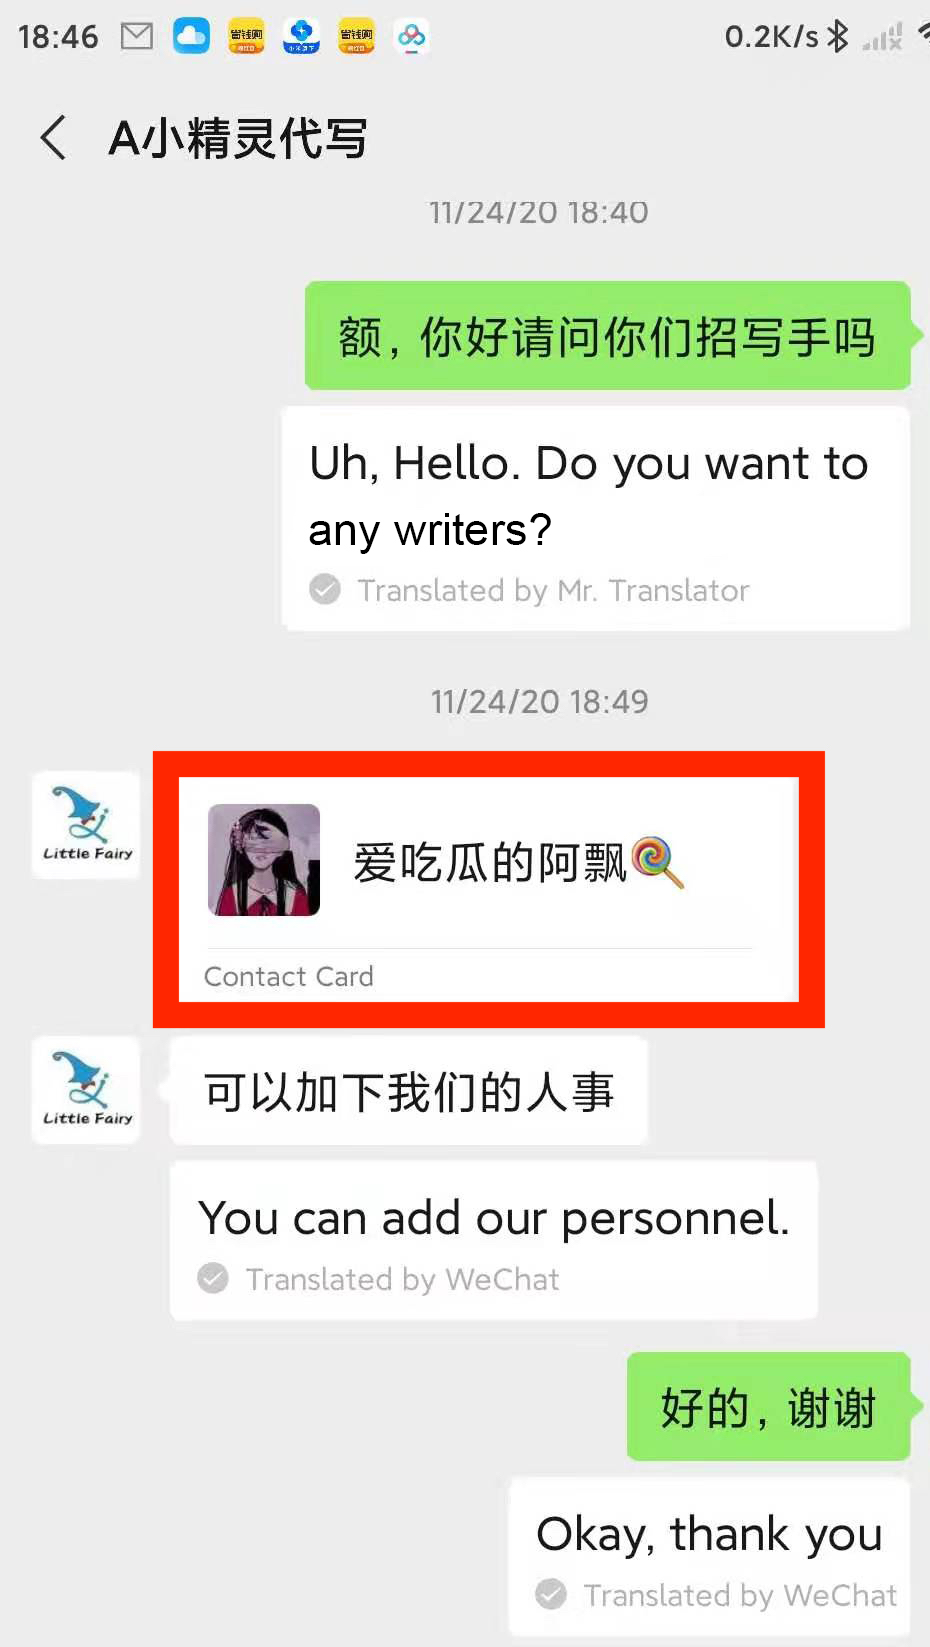 18:46
0.2K/s
A小精灵代写
11/24/20 18:40
额，你好请问你们招写手吗
Uh, Hello. Do you want to
any writers?
Translated by Mr. Translator
11/24/20 18:49
Little Fairy
爱吃瓜的阿飘
Contact Card
Little Fairy
可以加下我们的人事
You can add our personnel.
Translated by WeChat
好的，谢谢
Okay, thank you
Translated by WeChat